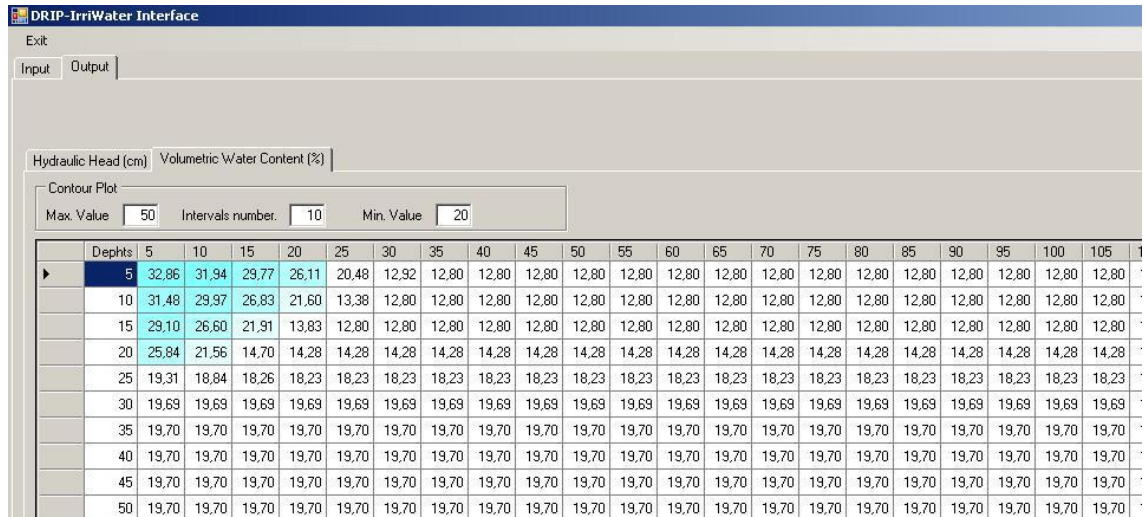 DRIP-IrriWater Interface
Exit
Input Output
Hydraulic Head (cm) Volumetric Water Content (%)
Contour Plot
Max. Value 50 Intervals number. 10 Min. Value 20
Dephts 5 10 15 20 25 30 35 40 45 50 55 60 65 70 75 80 85 90 95 100 105
5 32,86 31,94 29,77 26,11 20,48 12,92 12,80 12,80 12,80 12,80 12,80 12,80 12,80 12,80 12,80 12,80 12,80 12,80 12,80 12,80 12,80
10 31,48 29,97 26,83 21,60 13,38 12,80 12,80 12,80 12,80 12,80 12,80 12,80 12,80 12,80 12,80 12,80 12,80 12,80 12,80 12,80 12,80
15 29,10 26,60 21,91 13,83 12,80 12,80 12,80 12,80 12,80 12,80 12,80 12,80 12,80 12,80 12,80 12,80 12,80 12,80 12,80 12,80 12,80
20 25,84 21,56 14,70 14,28 14,28 14,28 14,28 14,28 14,28 14,28 14,28 14,28 14,28 14,28 14,28 14,28 14,28 14,28 14,28 14,28 14,28
25 19,31 18,84 18,26 18,23 18,23 18,23 18,23 18,23 18,23 18,23 18,23 18,23 18,23 18,23 18,23 18,23 18,23 18,23 18,23 18,23 18,23
30 19,69 19,69 19,69 19,69 19,69 19,69 19,69 19,69 19,69 19,69 19,69 19,69 19,69 19,69 19,69 19,69 19,69 19,69 19,69 19,69 19,69
35 19,70 19,70 19,70 19,70 19,70 19,70 19,70 19,70 19,70 19,70 19,70 19,70 19,70 19,70 19,70 19,70 19,70 19,70 19,70 19,70 19,70
40 19,70 19,70 19,70 19,70 19,70 19,70 19,70 19,70 19,70 19,70 19,70 19,70 19,70 19,70 19,70 19,70 19,70 19,70 19,70 19,70 19,70
45 19,70 19,70 19,70 19,70 19,70 19,70 19,70 19,70 19,70 19,70 19,70 19,70 19,70 19,70 19,70 19,70 19,70 19,70 19,70 19,70 19,70
50 19,70 19,70 19,70 19,70 19,70 19,70 19,70 19,70 19,70 19,70 19,70 19,70 19,70 19,70 19,70 19,70 19,70 19,70 19,70 19,70 19,70